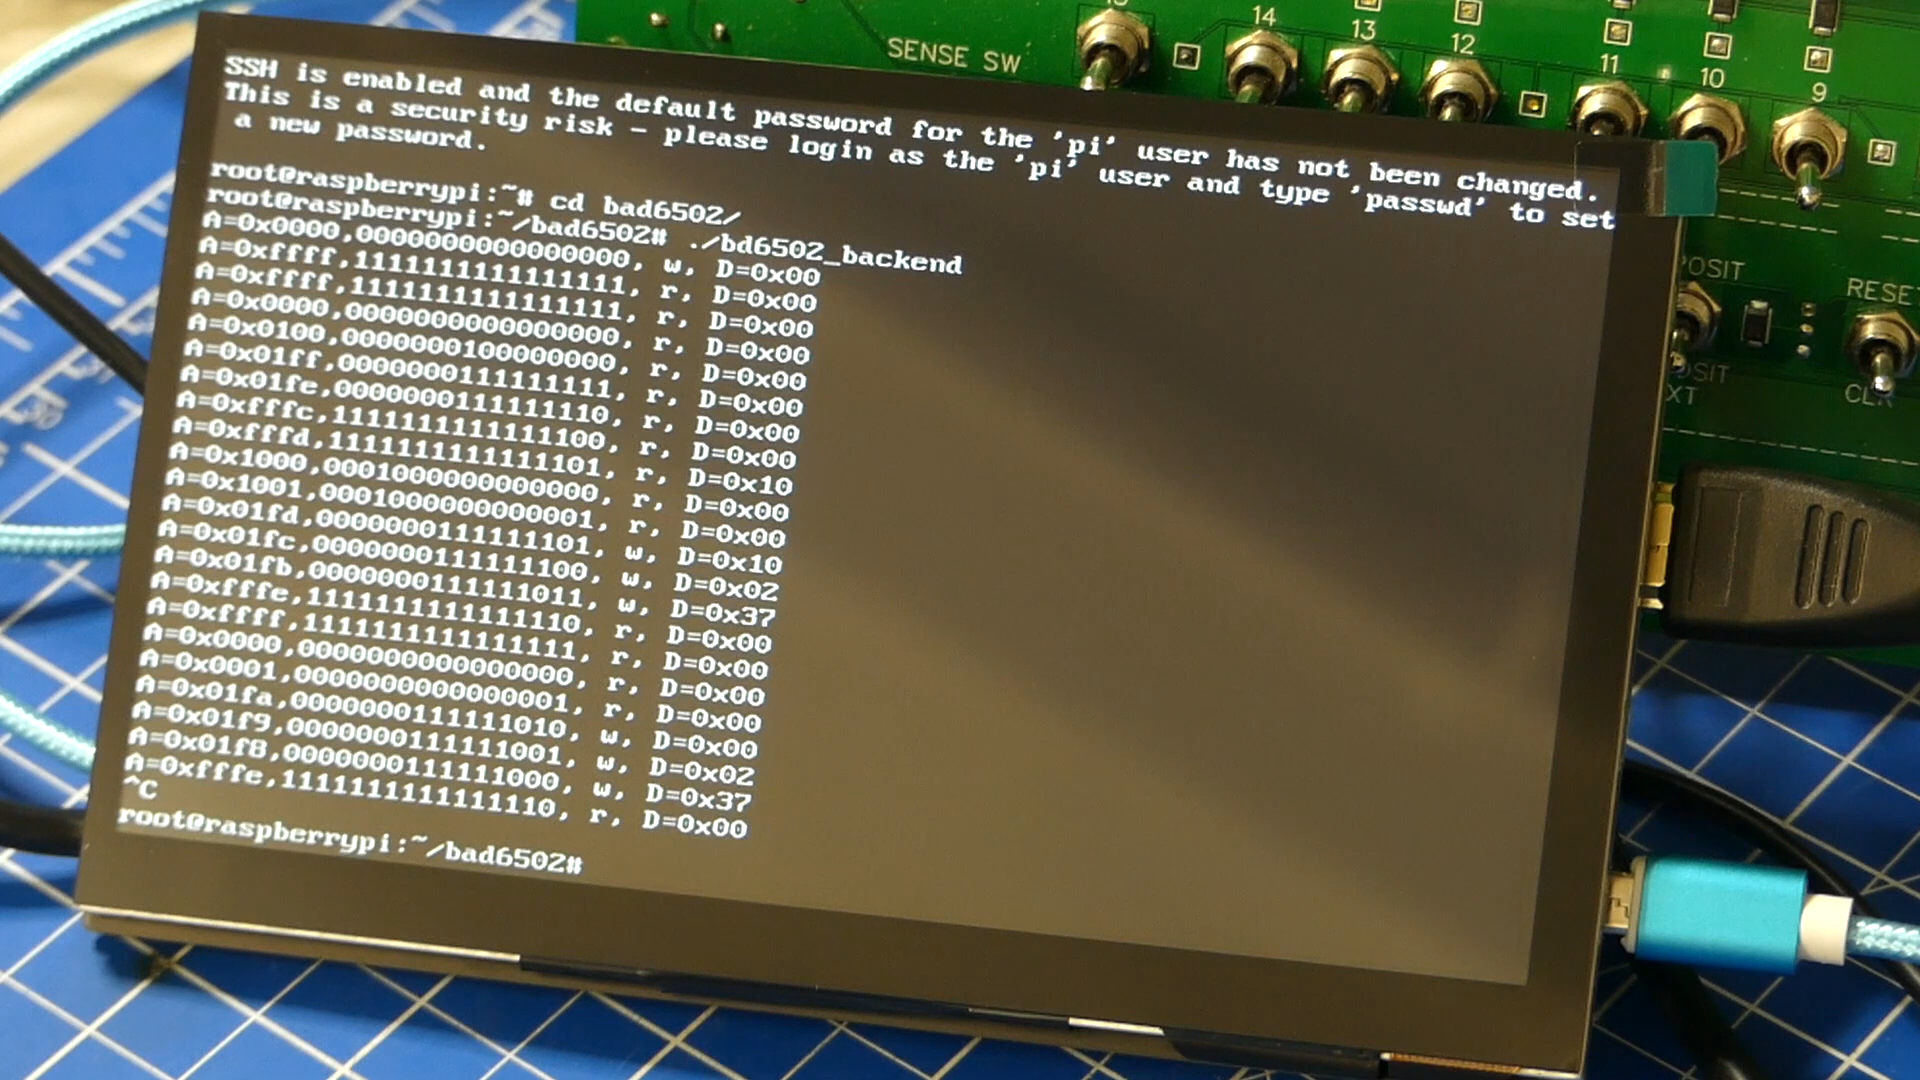 SENSE SW
14
13
12
11
10
9
SSH is enabled and the default password for the 'pi' user has not been changed.
This is a security risk - please login as the 'pi' user and type 'passwd' to set
a new password.
root@raspberrypi:~# cd bad6502/
root@raspberrypi:~/bad6502# ./bd6502_backend
A=0x0000,0000000000000000, w, D=0x00
A=0xffff,1111111111111111, r, D=0x00
A=0xffff,1111111111111111, r, D=0x00
A=0x0000,0000000000000000, r, D=0x00
A=0x0100,0000000100000000, r, D=0x00
A=0x01ff,0000000111111111, r, D=0x00
A=0x01fe,0000000111111110, r, D=0x00
A=0xfffc,1111111111111100, r, D=0x00
A=0xfffd,1111111111111101, r, D=0x10
A=0x1000,0001000000000000, r, D=0x00
A=0x1001,0001000000000001, r, D=0x00
A=0x01fd,0000000111111101, w, D=0x10
A=0x01fc,0000000111111100, w, D=0x02
A=0x01fb,0000000111111011, w, D=0x37
A=0xfffe,1111111111111110, r, D=0x00
A=0xffff,1111111111111111, r, D=0x00
A=0x0000,0000000000000000, r, D=0x00
A=0x0001,0000000000000001, r, D=0x00
A=0x01fa,0000000111111010, w, D=0x00
A=0x01f9,0000000111111001, w, D=0x02
A=0x01f8,0000000111111000, w, D=0x37
A=0xfffe,1111111111111110, r, D=0x00
^C
root@raspberrypi:~/bad6502#
POSIT
RESET
OSIT
XT
CLR